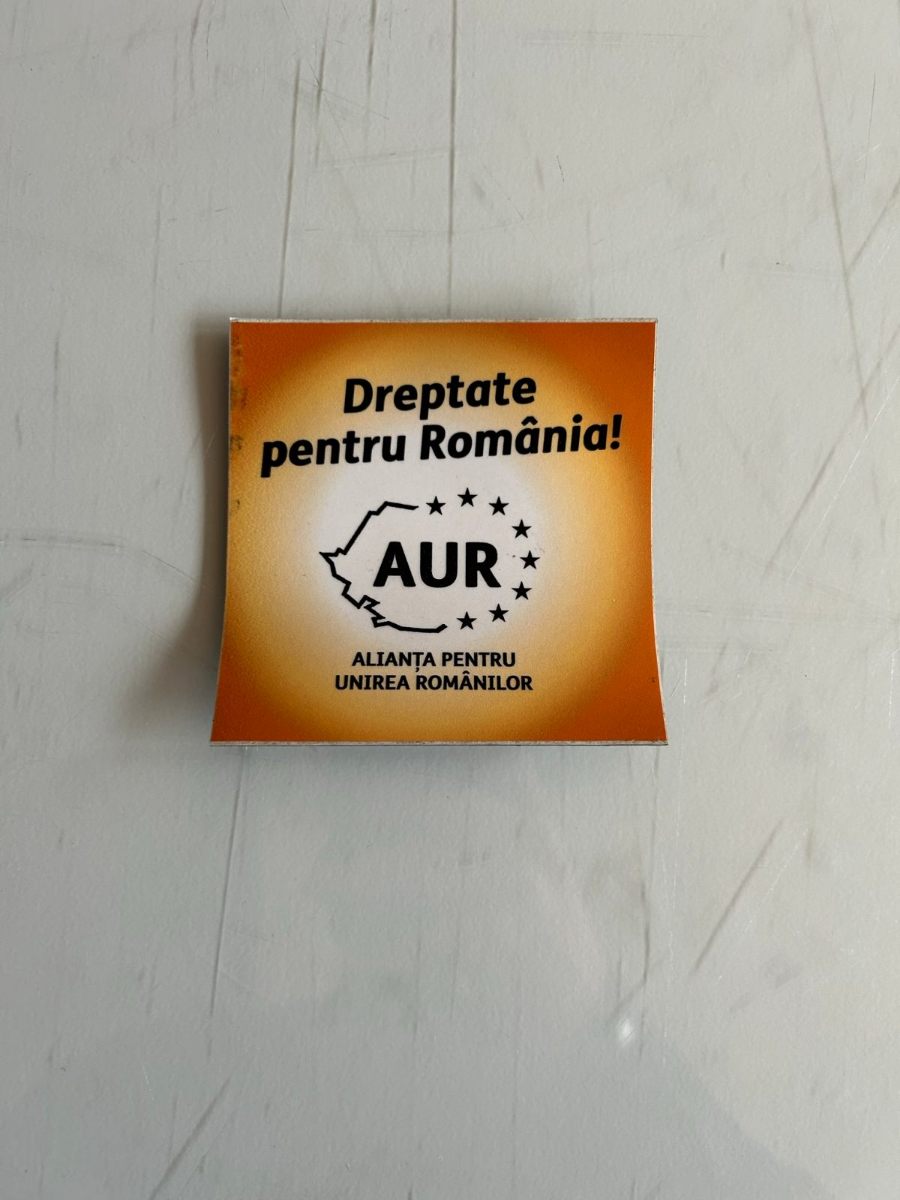 Dreptate
pentru România!
AUR
ALIANȚA PENTRU
UNIREA ROMÂNILOR